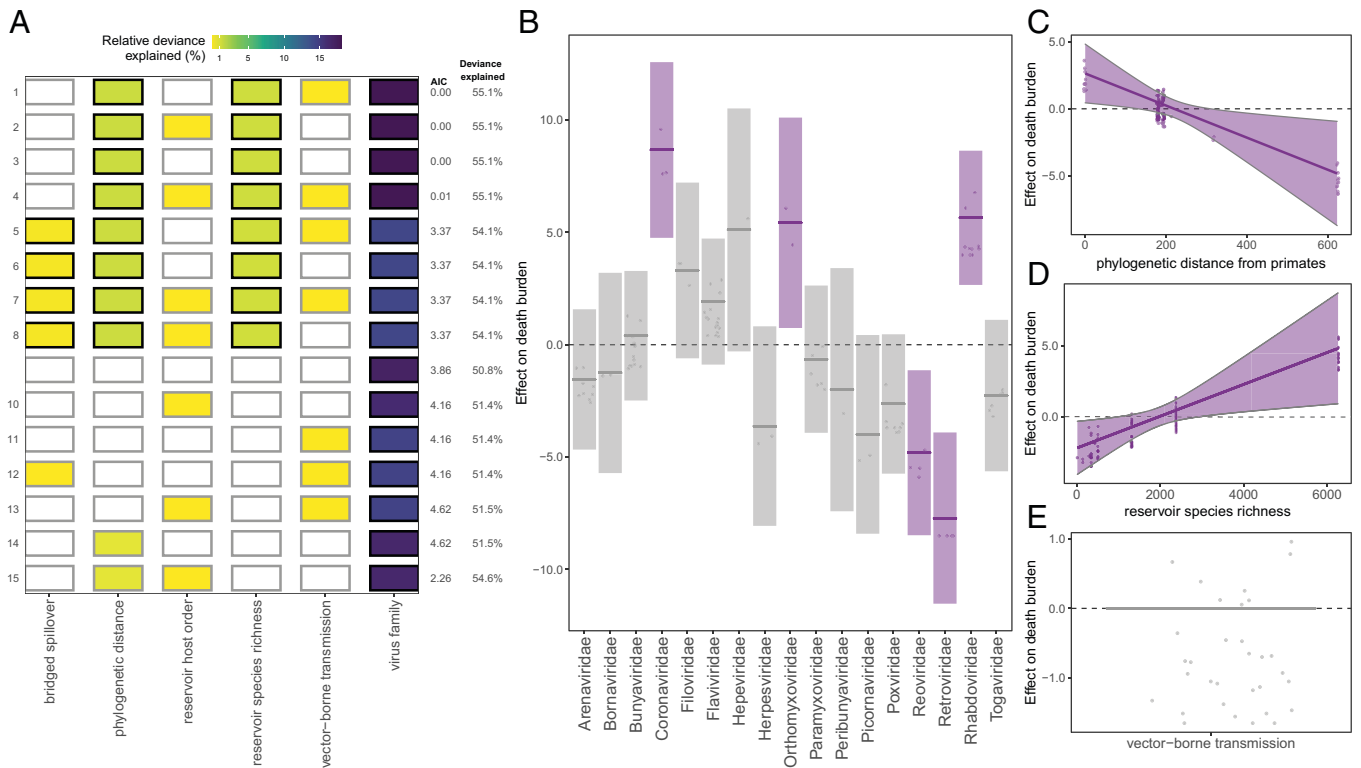 A
Relative deviance
explained (%)
1 5 10 15
AIC
Deviance
explained
1 0.00 55.1%
2 0.00 55.1%
3 0.00 55.1%
4 0.01 55.1%
5 3.37 54.1%
6 3.37 54.1%
7 3.37 54.1%
8 3.37 54.1%
3.86 50.8%
10 4.16 51.4%
11 4.16 51.4%
12 4.16 51.4%
13 4.62 51.5%
14 4.62 51.5%
15 2.26 54.6%
bridged spillover
phylogenetic distance
reservoir host order
reservoir species richness
vector−borne transmission
virus family
B
Effect on death burden
10.0
5.0
0.0
−5.0
−10.0
Arenaviridae
Bornaviridae
Bunyaviridae
Coronaviridae
Filoviridae
Flaviviridae
Hepeviridae
Herpesviridae
Orthomyxoviridae
Paramyxoviridae
Peribunyaviridae
Picornaviridae
Poxviridae
Reoviridae
Retroviridae
Rhabdoviridae
Togaviridae
C
Effect on death burden
5.0
0.0
−5.0
0 200 400 600
phylogenetic distance from primates
D
Effect on death burden
5.0
0.0
0 2000 4000 6000
reservoir species richness
E
Effect on death burden
1.0
0.0
−1.0
vector−borne transmission